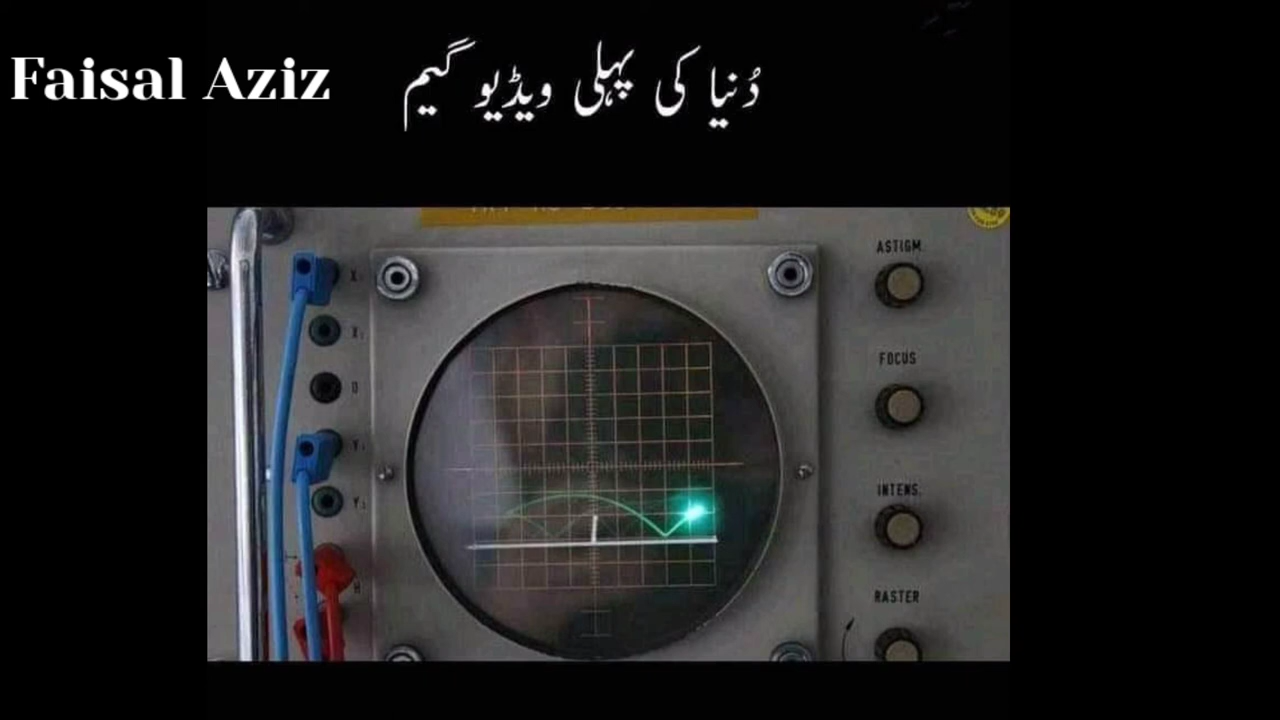 Faisal Aziz
دُنیا کی پہلی ویڈیو گیم
ASTIGM.
FOCUS
INTENS.
RASTER